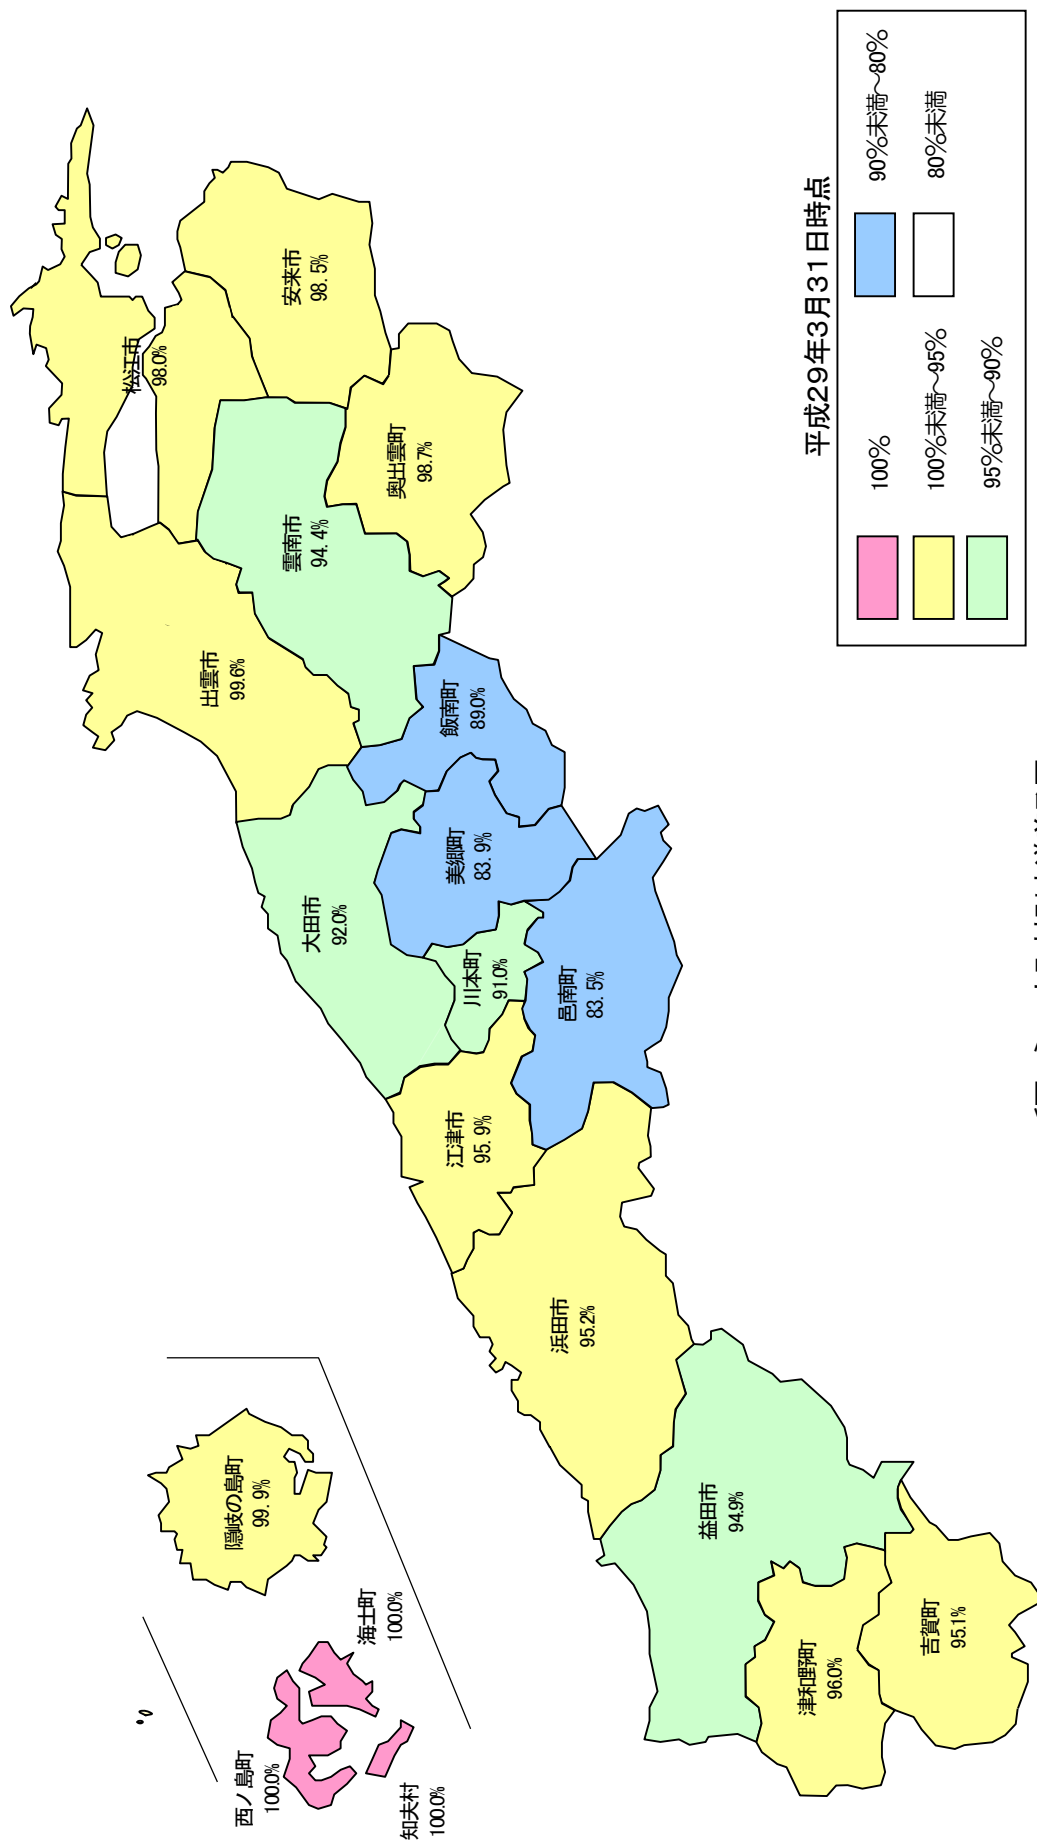 西ノ島町
100.0%
知夫村
100.0%
海士町
100.0%
隠岐の島町
99. 9%
松江市
98.0%
安来市
98. 5%
出雲市
99.6%
雲南市
94. 4%
奥出雲町
98.7%
大田市
92.0%
飯南町
89.0%
美郷町
83. 9%
川本町
91.0%
邑南町
83. 5%
江津市
95. 9%
浜田市
95.2%
益田市
94.9%
津和野町
96.0%
吉賀町
95.1%
平成29年3月31日時点
100%
90%未満~80%
100%未満~95%
80%未満
95%未満~90%